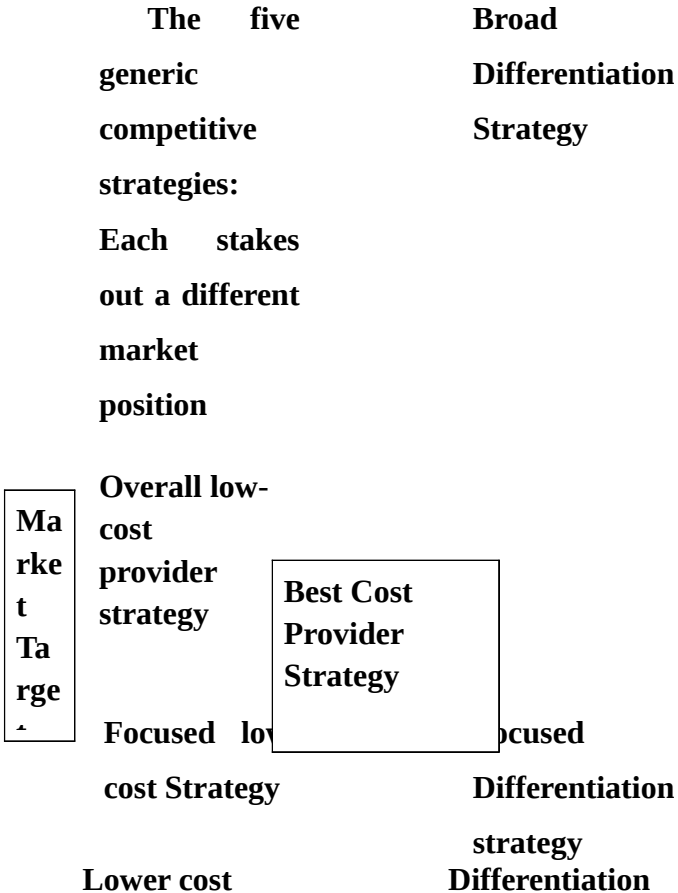 The five
generic
competitive
strategies:
Each stakes
out a different
market
position
Broad
Differentiation
Strategy
Overall low-
cost
provider
strategy
Ma
rke
t
Ta
rge
Best Cost
Provider
Strategy
Focused
cost Strategy
Differentiation
strategy
Lower cost
Differentiation